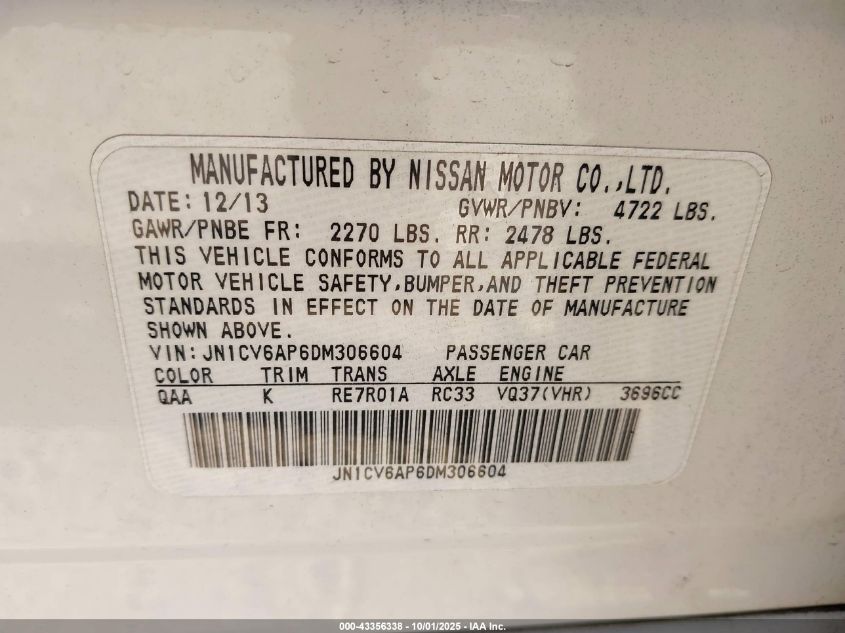 MANUFACTURED BY NISSAN MOTOR CO.,LTD.
DATE: 12/13 GVWR/PNBV: 4722 LBS.
GAWR/PNBE FR: 2270 LBS. RR: 2478 LBS.
THIS VEHICLE CONFORMS TO ALL APPLICABLE FEDERAL
MOTOR VEHICLE SAFETY,BUMPER,AND THEFT PREVENTION
STANDARDS IN EFFECT ON THE DATE OF MANUFACTURE
SHOWN ABOVE.
VIN: JN1CV6AP6DM306604 PASSENGER CAR
COLOR TRIM TRANS AXLE ENGINE
QAA K RE7R01A RC33 VQ37(VHR) 3696CC
JN1CV6AP6DM306604
000-43356338 - 10/01/2025 - IAA Inc.